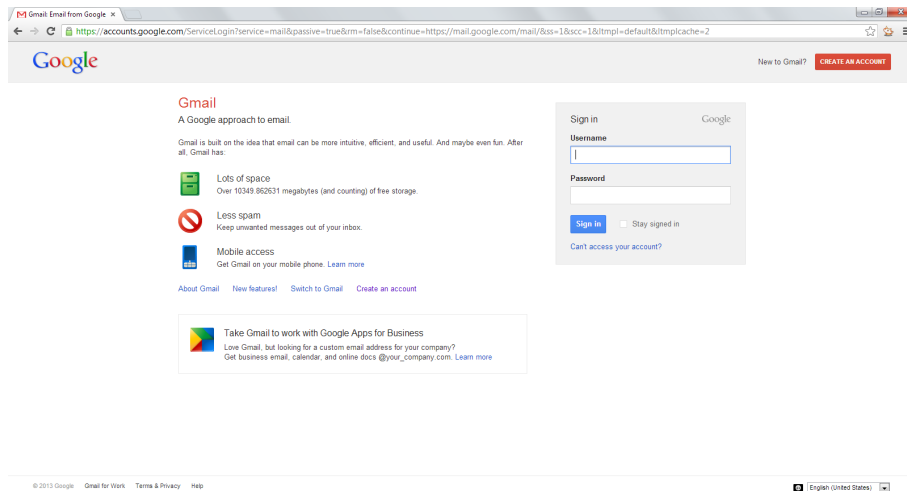 Gmail: Email from Google
https://accounts.google.com/ServiceLogin?service=mail&passive=true&rm=false&continue=https://mail.google.com/mail/&ss=1&scc=1&ltmpl=default&ltmplcache=2
Google
New to Gmail? CREATE AN ACCOUNT
Gmail
A Google approach to email.
Gmail is built on the idea that email can be more intuitive, efficient, and useful. And maybe even fun. After
all, Gmail has:
Lots of space
Over 10349.862631 megabytes (and counting) of free storage.
Less spam
Keep unwanted messages out of your inbox.
Mobile access
Get Gmail on your mobile phone. Learn more
About Gmail New features! Switch to Gmail Create an account
Take Gmail to work with Google Apps for Business
Love Gmail, but looking for a custom email address for your company?
Get business email, calendar, and online docs @your_company.com. Learn more
Sign in Google
Username
Password
Sign in Stay signed in
Can't access your account?
© 2013 Google Gmail for Work Terms & Privacy Help
English (United States)